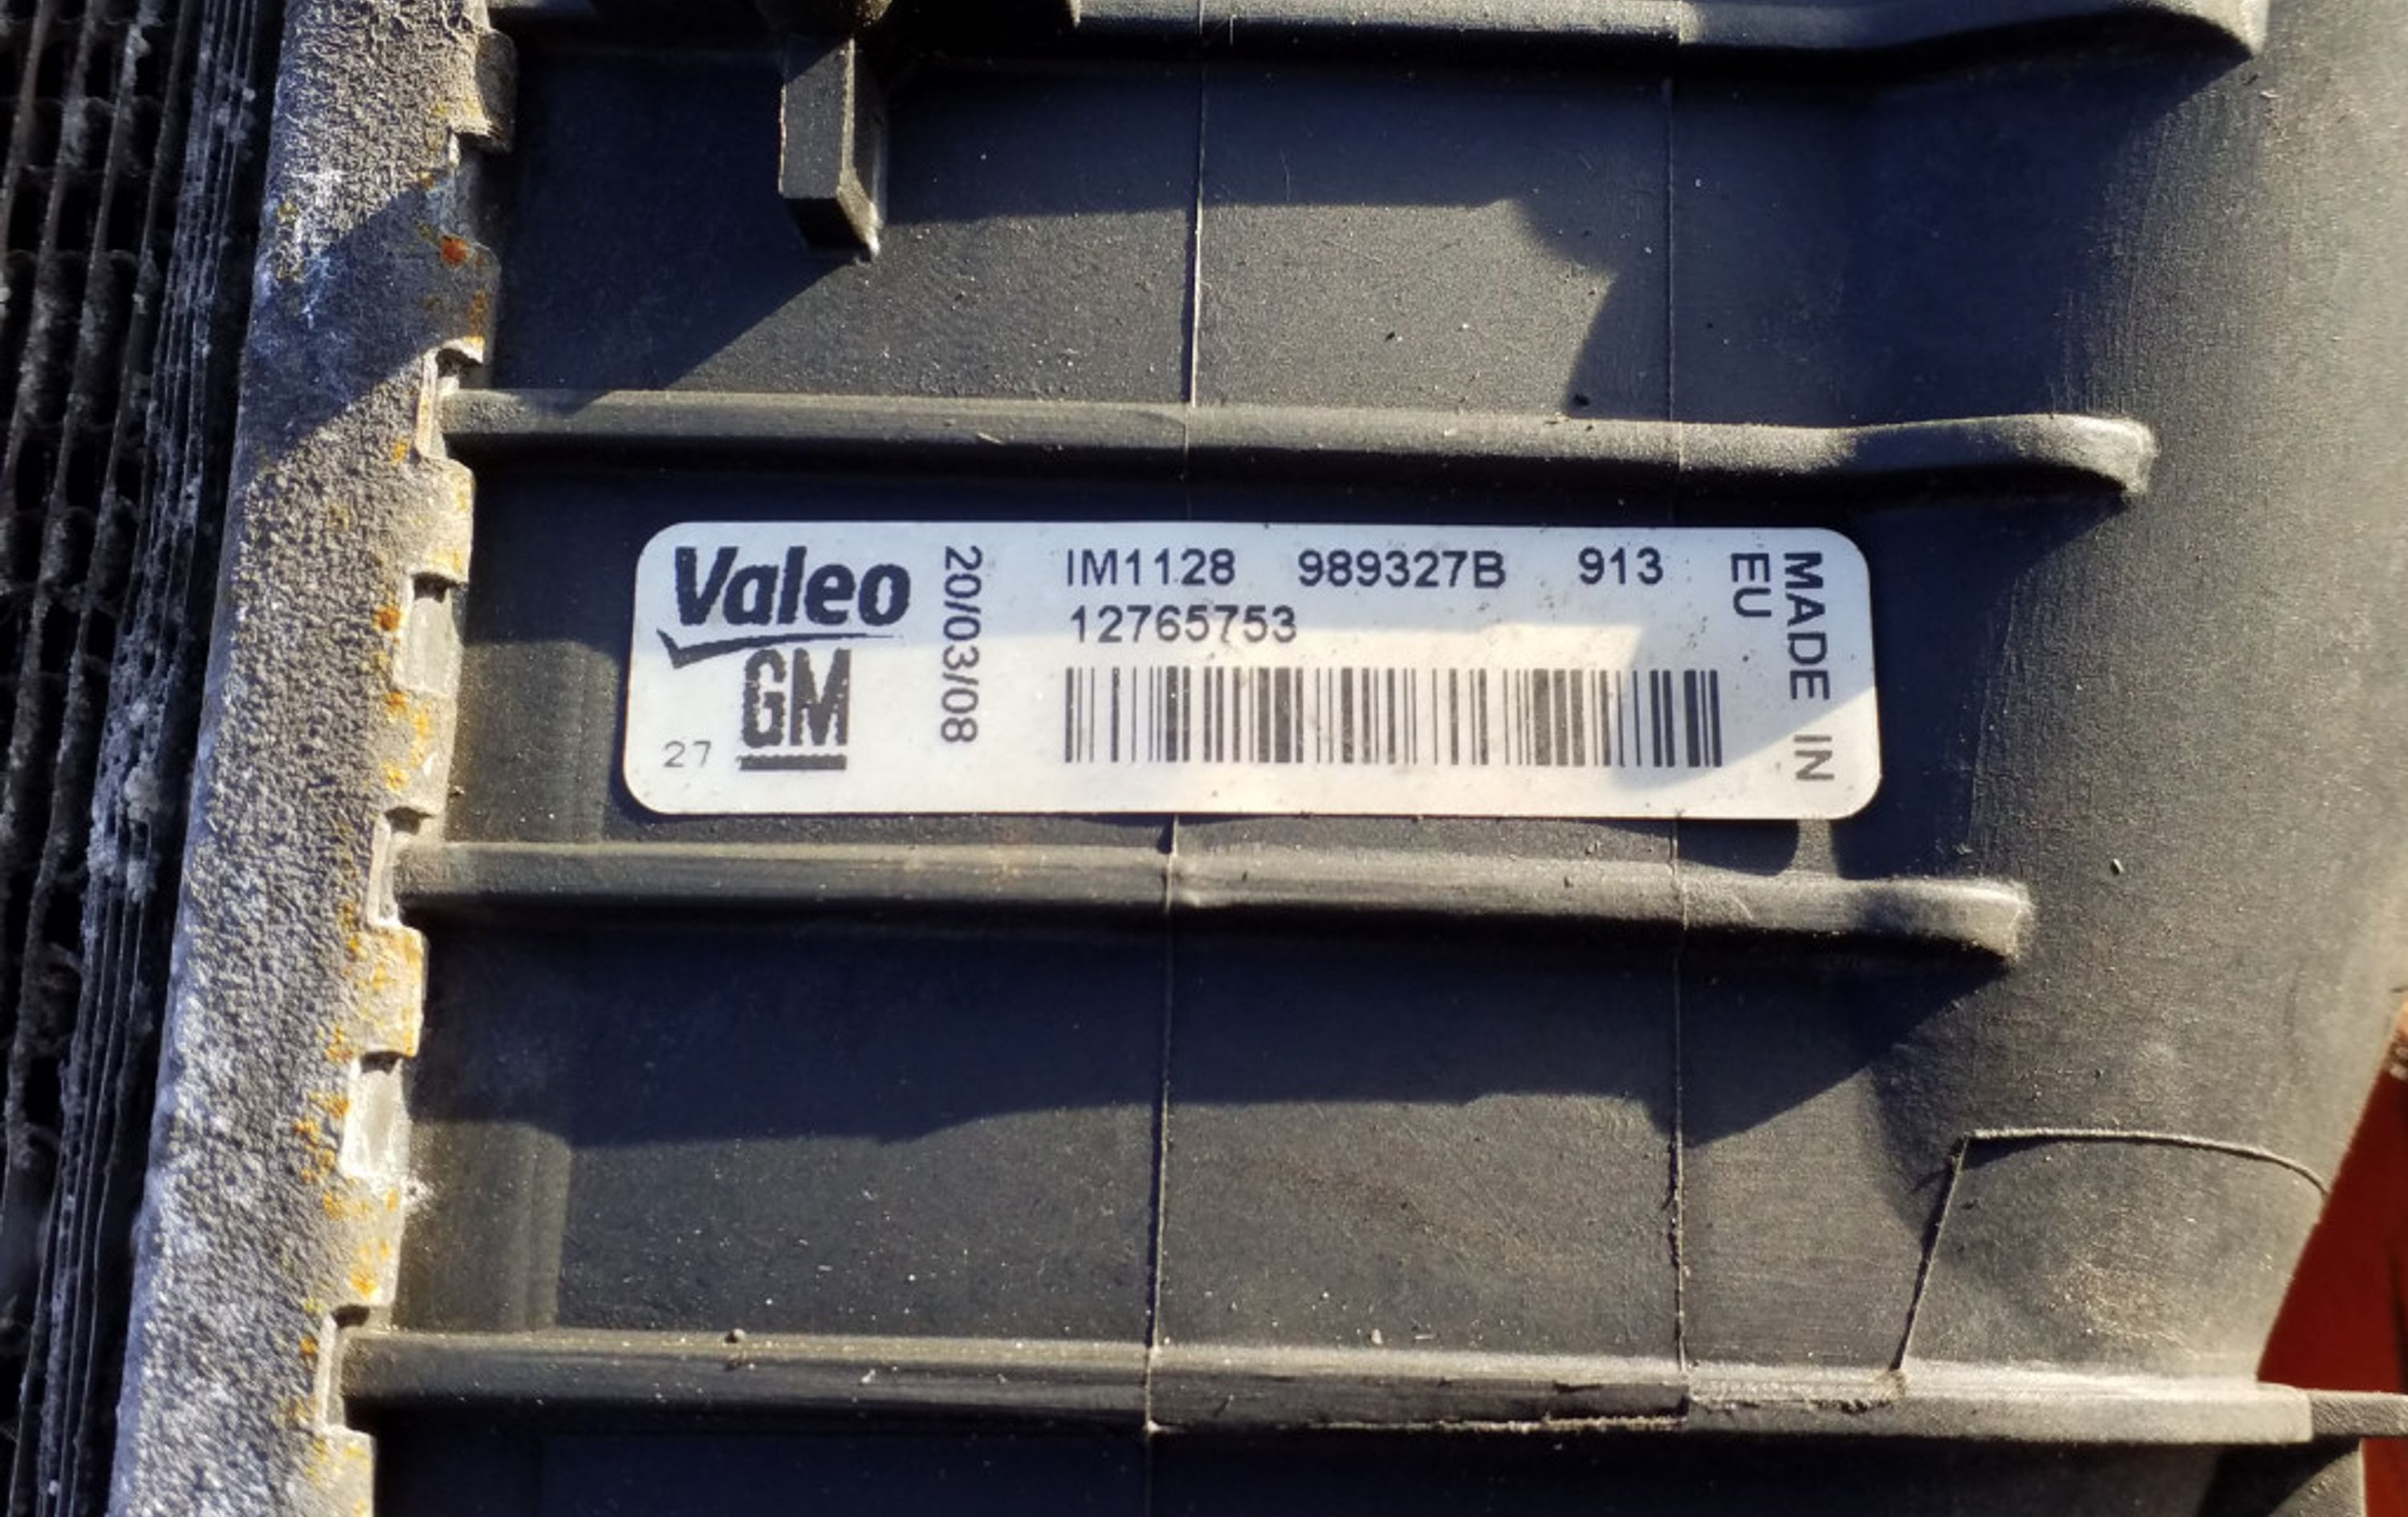 Valeo
GM
27
20/03/08
IM1128 989327B 913
12765753
MADE IN
EU